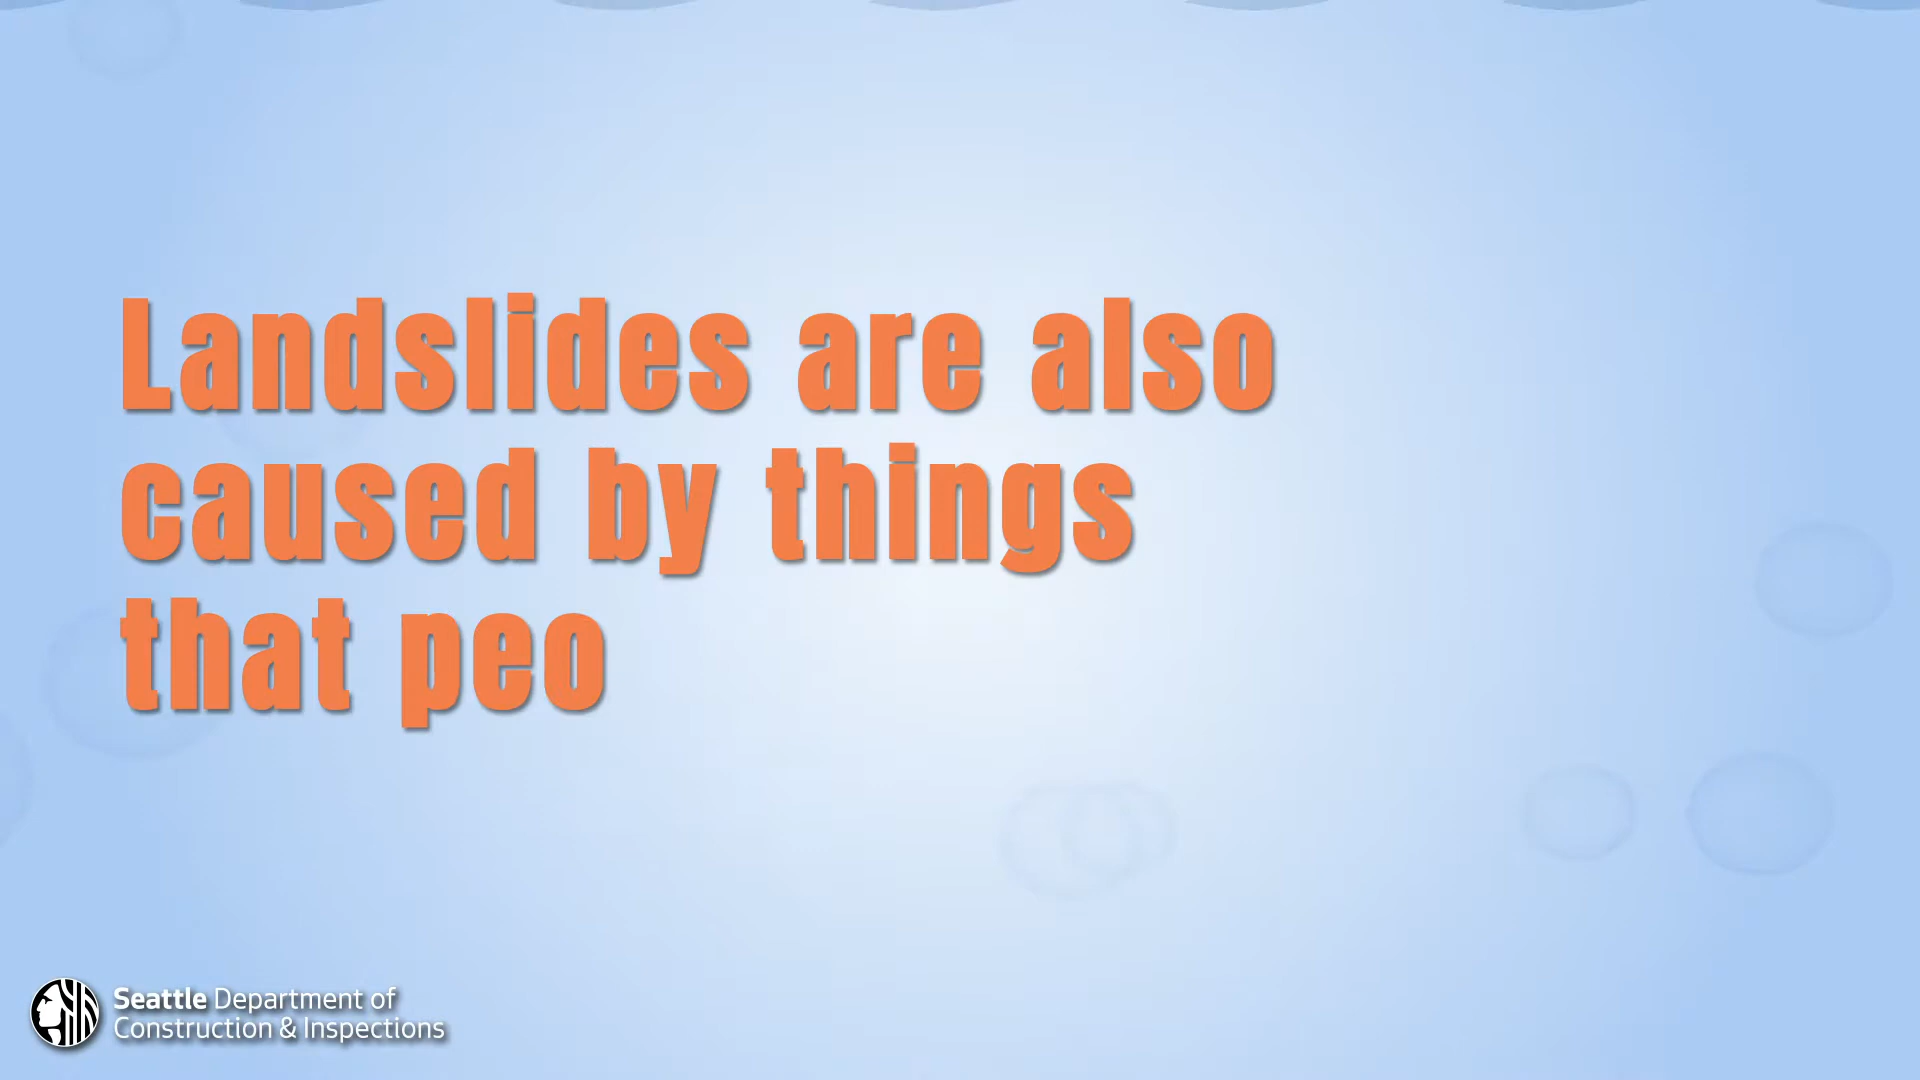 Landslides are also
caused by things
that peo
Seattle Department of
Construction & Inspections